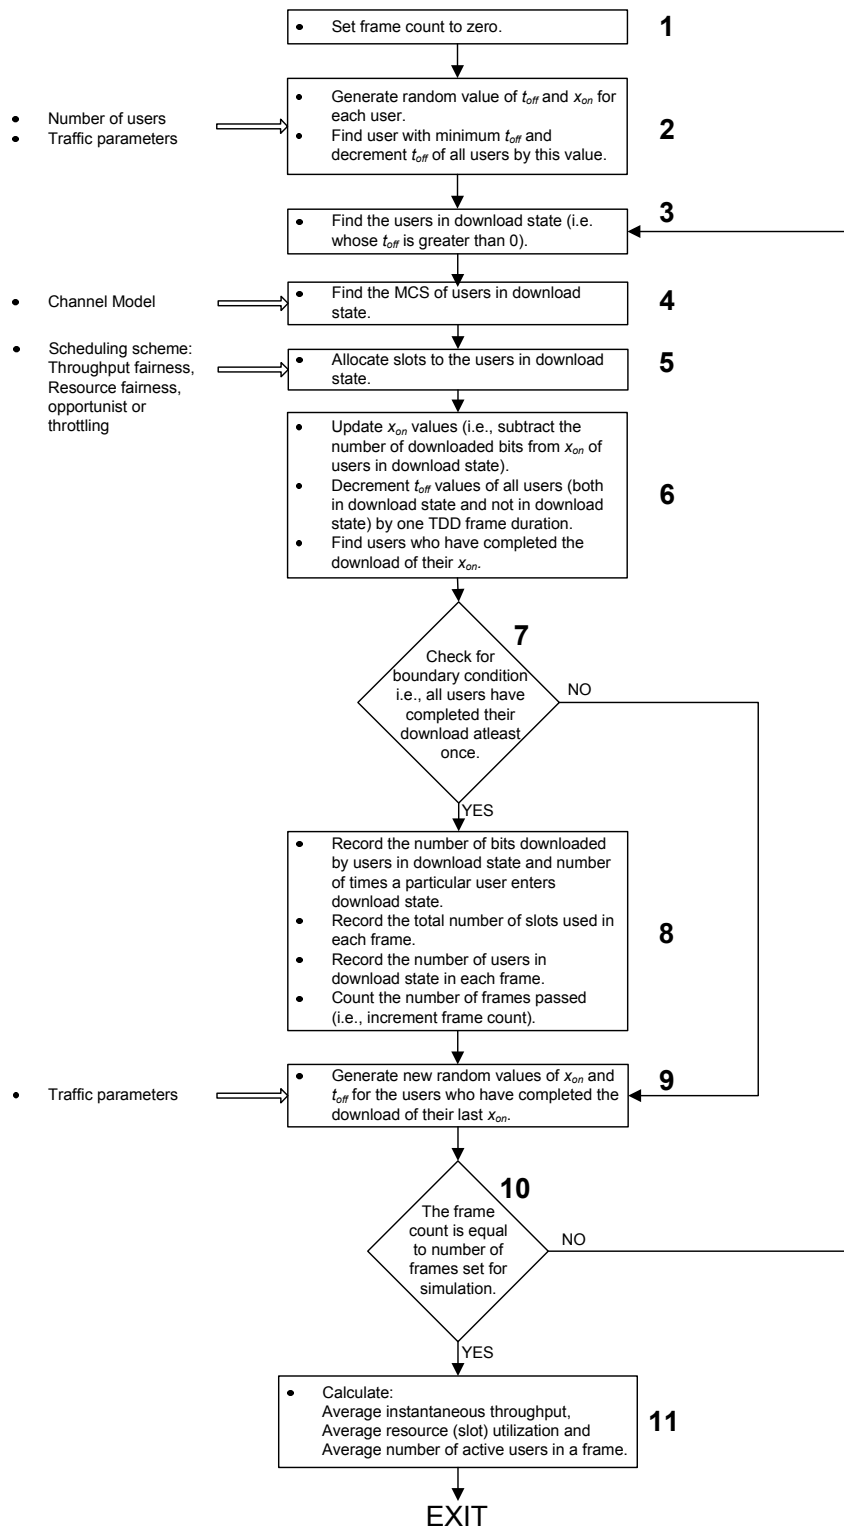 • Set frame count to zero.
1
• Generate random value of toff and xon for
each user.
• Find user with minimum toff and
decrement toff of all users by this value.
2
• Number of users
• Traffic parameters
• Find the users in download state (i.e.
whose toff is greater than 0).
3
• Channel Model
• Find the MCS of users in download
state.
4
• Scheduling scheme:
Throughput fairness,
Resource fairness,
opportunist or
throttling
• Allocate slots to the users in download
state.
5
• Update xon values (i.e., subtract the
number of downloaded bits from xon of
users in download state).
• Decrement toff values of all users (both
in download state and not in download
state) by one TDD frame duration.
• Find users who have completed the
download of their xon.
6
7
Check for
boundary condition
i.e., all users have
completed their
download atleast
once.
NO
YES
• Record the number of bits downloaded
by users in download state and number
of times a particular user enters
download state.
• Record the total number of slots used in
each frame.
• Record the number of users in
download state in each frame.
• Count the number of frames passed
(i.e., increment frame count).
8
• Traffic parameters
• Generate new random values of xon and
toff for the users who have completed the
download of their last xon.
9
10
The frame
count is equal
to number of
frames set for
simulation.
NO
YES
• Calculate:
Average instantaneous throughput,
Average resource (slot) utilization and
Average number of active users in a frame.
11
EXIT